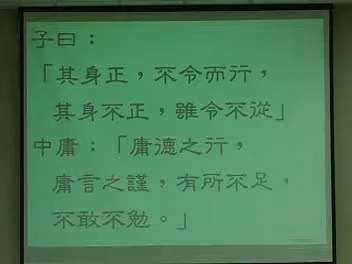 子曰：
「其身正，不令而行，
其身不正，雖令不從」
中庸：「庸德之行，
庸言之謹，有所不足，
不敢不勉。」